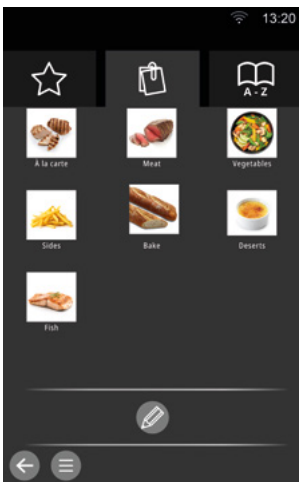 13:20
A - Z
À la carte
Meat
Vegetables
Sides
Bake
Deserts
Fish